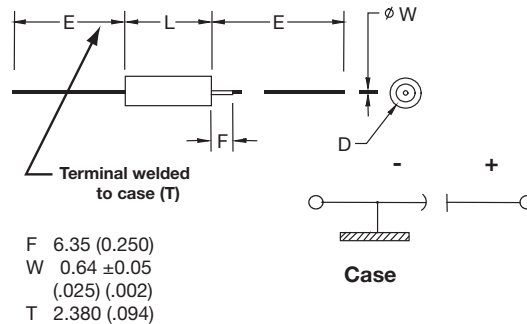 E L E ø W
F
D
Terminal welded
to case (T)
- +
Case
F 6.35 (0.250)
W 0.64 ±0.05
(.025) (.002)
T 2.380 (.094)